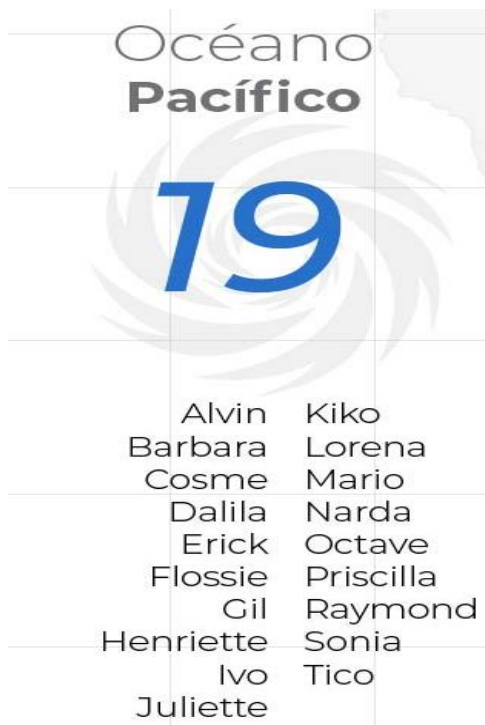 Océano
Pacífico
19
Alvin
Barbara
Cosme
Dalila
Erick
Flossie
Gil
Henriette
Ivo
Juliette
Kiko
Lorena
Mario
Narda
Octave
Priscilla
Raymond
Sonia
Tico